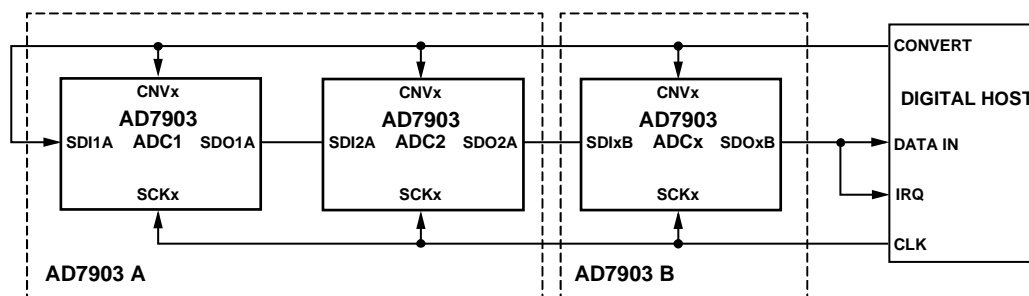 CONVERT
CNVx
CNVx
CNVx
AD7903
AD7903
AD7903
DIGITAL HOST
SDI1A ADC1 SDO1A
SDI2A ADC2 SDO2A
SDIxB ADCx SDOxB
DATA IN
SCKx
SCKx
SCKx
IRQ
CLK
AD7903 A
AD7903 B